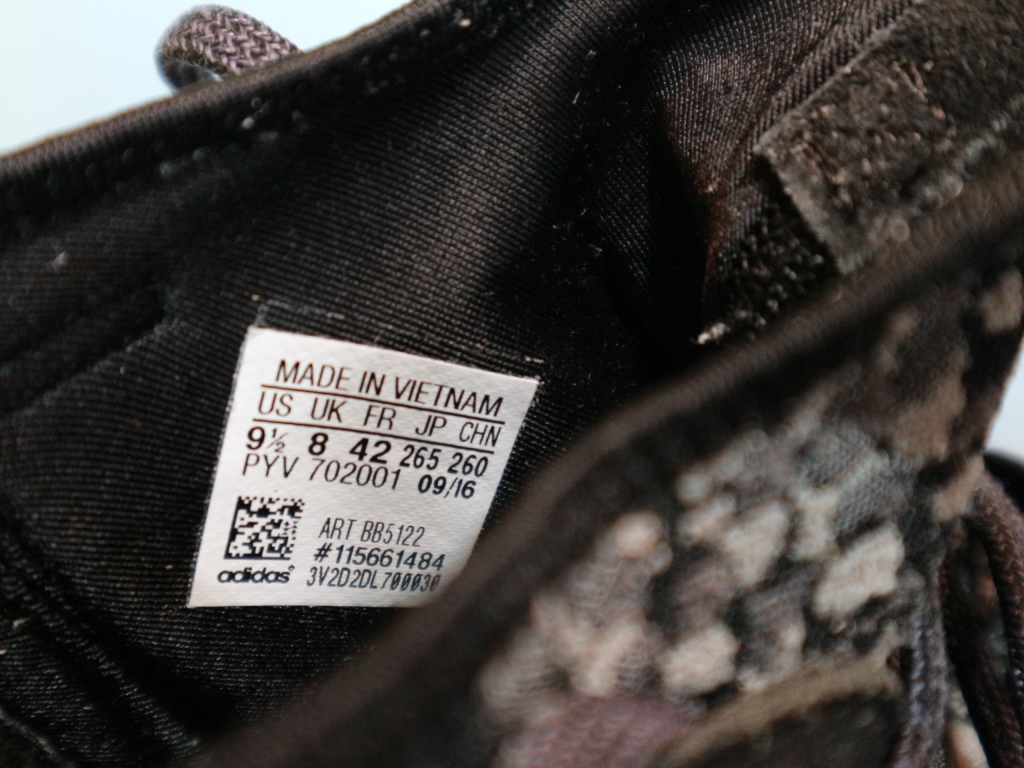 MADE IN VIETNAM
US UK FR JP CHN
9½ 8 42 265 260
PYV 702001 09/16
ART BB5122
#115661484
adidas® 3V2D2DL700030